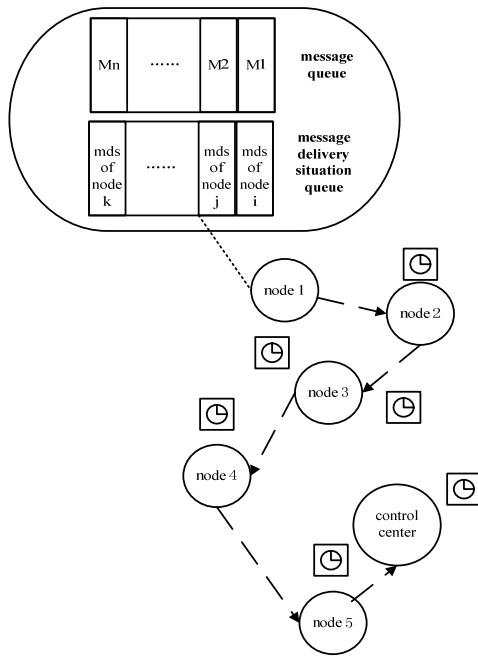 Mn ...... M2 M1
message
queue
mds
of
node
k
......
mds
of
node
j
mds
of
node
i
message
delivery
situation
queue
node 1
node 2
node 3
node 4
control
center
node 5